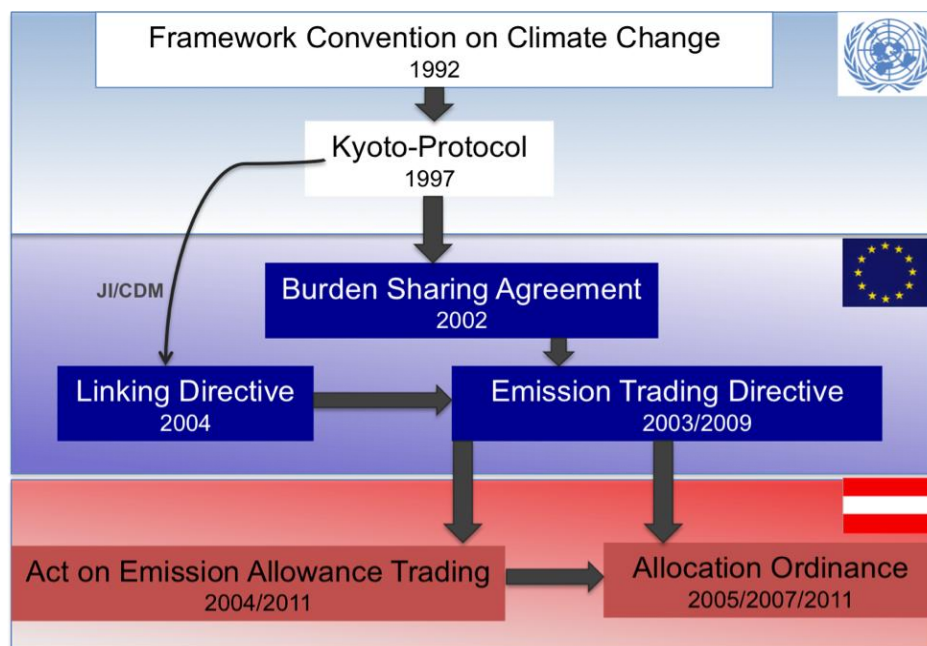 Framework Convention on Climate Change
1992
Kyoto-Protocol
1997
JI/CDM
Burden Sharing Agreement
2002
Linking Directive
2004
Emission Trading Directive
2003/2009
Act on Emission Allowance Trading
2004/2011
Allocation Ordinance
2005/2007/2011